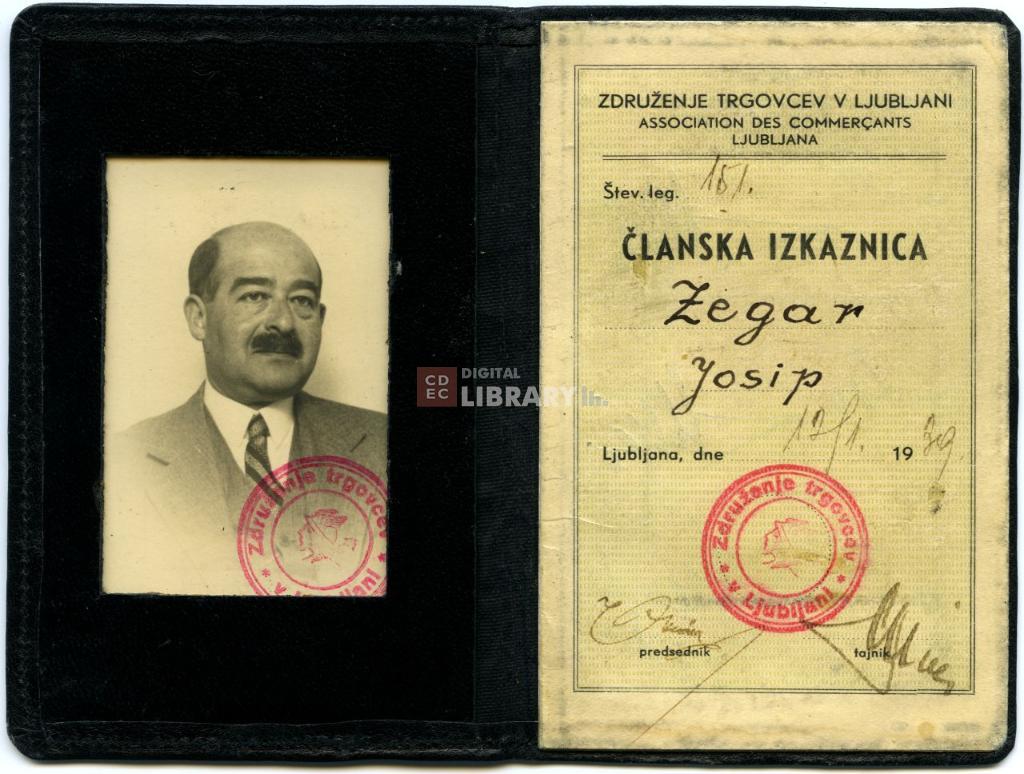 ZDRUŽENJE TRGOVCEV V LJUBLJANI
ASSOCIATION DES COMMERÇANTS
LJUBLJANA
Štev. leg. 151.
ČLANSKA IZKAZNICA
Žegar
Josip
Ljubljana, dne 12/1. 1939.
Združenje trgovcev
* v Ljubljani *
predsednik
tajnik
Združenje trgovcev
* v Ljubljani *
CD
EC
DIGITAL
LIBRARY